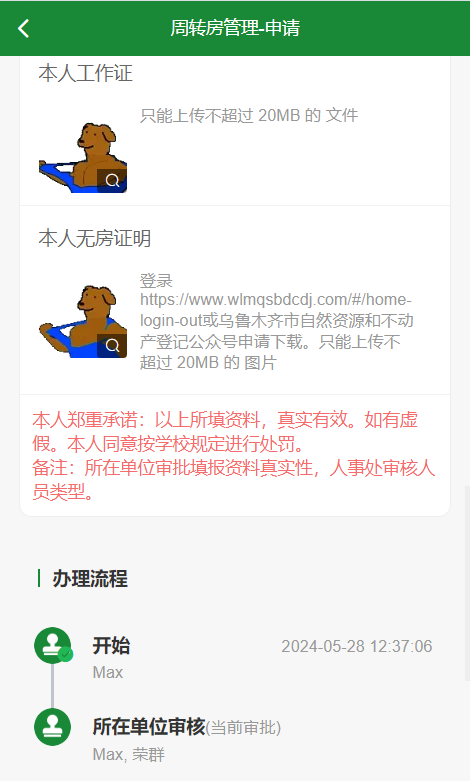 周转房管理-申请
本人工作证
只能上传不超过 20MB 的 文件
本人无房证明
登录
https://www.wlmqsbdcdj.com/#/home-
login-out或乌鲁木齐市自然资源和不动
产登记公众号申请下载。只能上传不
超过 20MB 的 图片
本人郑重承诺：以上所填资料，真实有效。如有虚
假。本人同意按学校规定进行处罚。
备注：所在单位审批填报资料真实性，人事处审核人
员类型。
办理流程
开始 2024-05-28 12:37:06
Max
所在单位审核(当前审批)
Max, 荣群